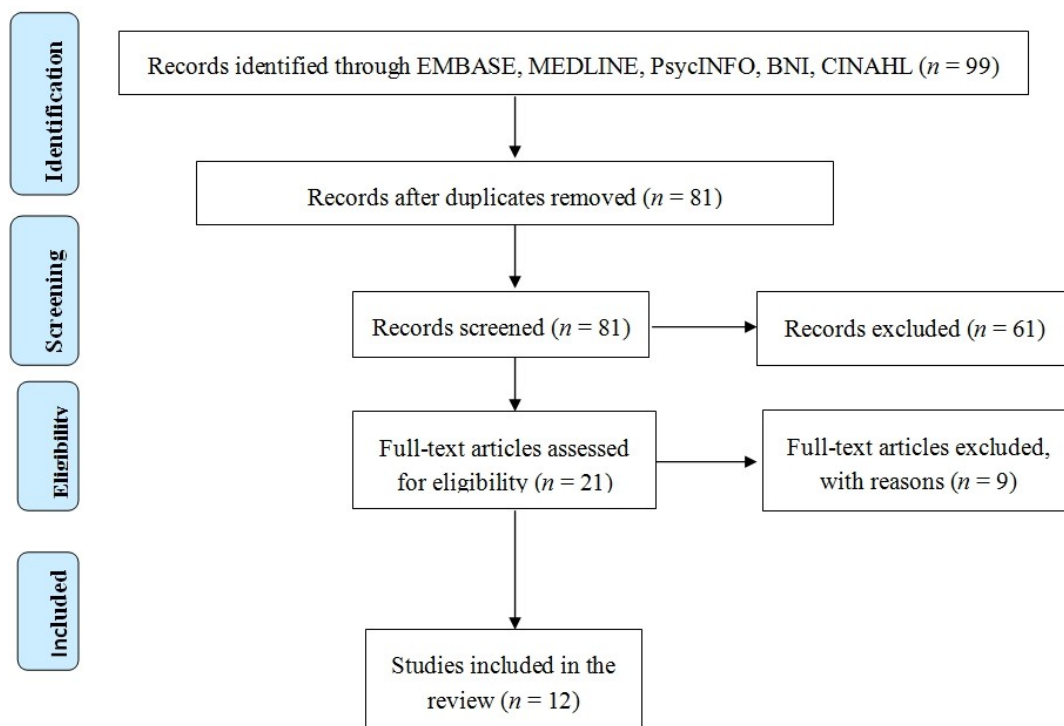 Identification
Records identified through EMBASE, MEDLINE, PsycINFO, BNI, CINAHL (n = 99)
Records after duplicates removed (n = 81)
Screening
Records screened (n = 81)
Records excluded (n = 61)
Eligibility
Full-text articles assessed
for eligibility (n = 21)
Full-text articles excluded,
with reasons (n = 9)
Included
Studies included in the
review (n = 12)